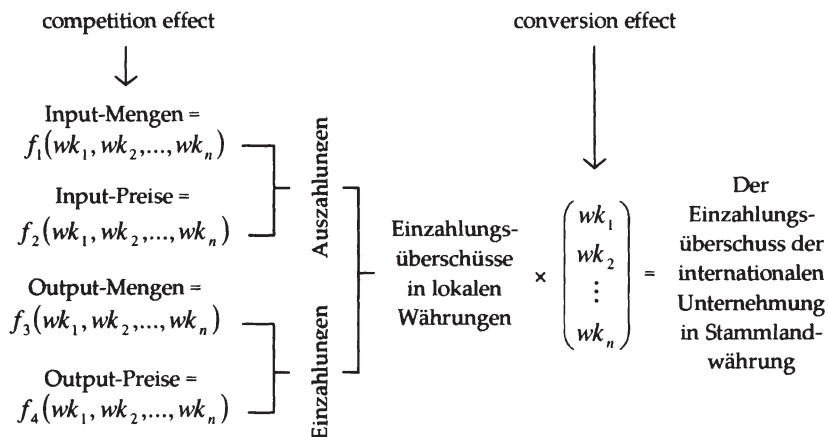 competition effect
conversion effect
Input-Mengen =
f₁(wk₁, wk₂,..., wkₙ)
Input-Preise =
f₂(wk₁, wk₂,..., wkₙ)
Output-Mengen =
f₃(wk₁, wk₂,..., wkₙ)
Output-Preise =
f₄(wk₁, wk₂,..., wkₙ)
Auszahlungen
Einzahlungen
Einzahlungs-
überschüsse
in lokalen
Währungen
×
wk₁
wk₂
⋮
wkₙ
=
Der
Einzahlungs-
überschuss der
internationalen
Unternehmung
in Stammland-
währung